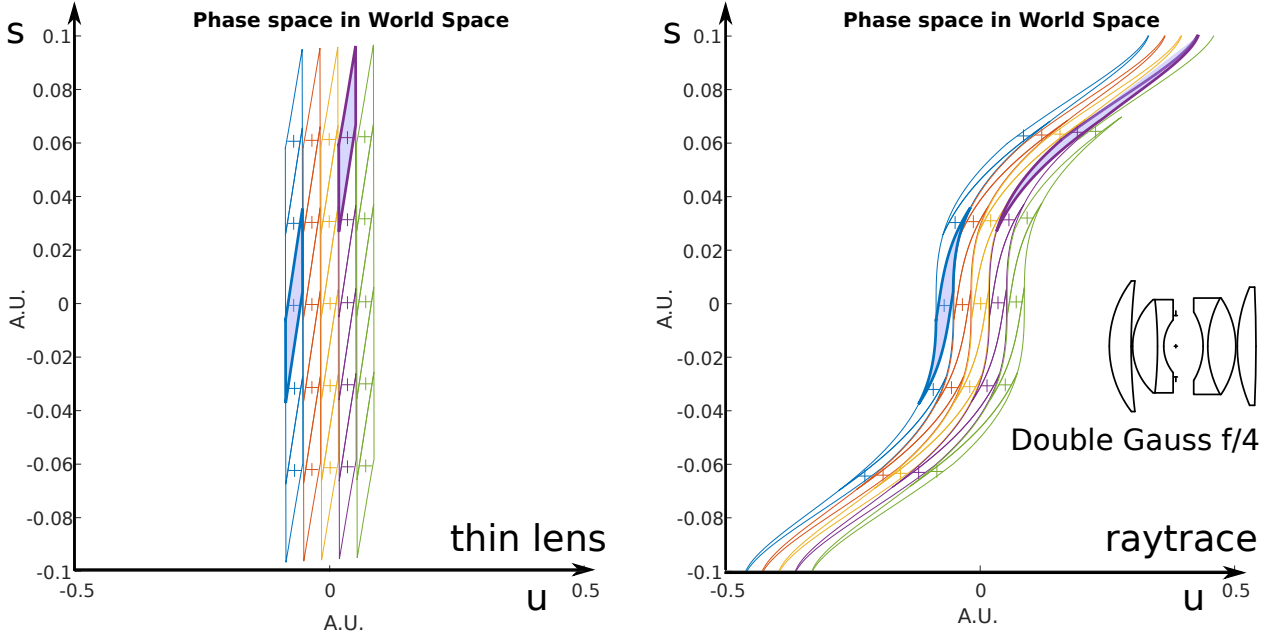 Phase space in World Space
s
0.1
0.08
0.06
0.04
0.02
0
-0.02
-0.04
-0.06
-0.08
-0.1
A.U.
thin lens
-0.5
0
0.5
u
A.U.
Phase space in World Space
s
0.1
0.08
0.06
0.04
0.02
0
-0.02
-0.04
-0.06
-0.08
-0.1
A.U.
Double Gauss f/4
raytrace
-0.5
0
0.5
u
A.U.